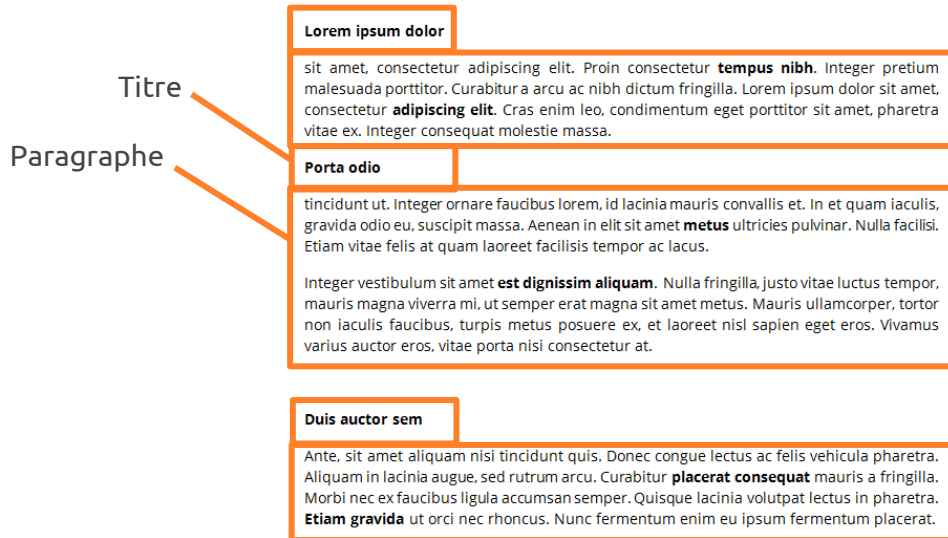 Lorem ipsum dolor
sit amet, consectetur adipiscing elit. Proin consectetur tempus nibh. Integer pretium
malesuada porttitor. Curabitur a arcu ac nibh dictum fringilla. Lorem ipsum dolor sit amet,
consectetur adipiscing elit. Cras enim leo, condimentum eget porttitor sit amet, pharetra
vitae ex. Integer consequat molestie massa.
Titre
Paragraphe
Porta odio
tincidunt ut. Integer ornare faucibus lorem, id lacinia mauris convallis et. In et quam iaculis,
gravida odio eu, suscipit massa. Aenean in elit sit amet metus ultricies pulvinar. Nulla facilisi.
Etiam vitae felis at quam laoreet facilisis tempor ac lacus.
Integer vestibulum sit amet est dignissim aliquam. Nulla fringilla, justo vitae luctus tempor,
mauris magna viverra mi, ut semper erat magna sit amet metus. Mauris ullamcorper, tortor
non iaculis faucibus, turpis metus posuere ex, et laoreet nisl sapien eget eros. Vivamus
varius auctor eros, vitae porta nisi consectetur at.
Duis auctor sem
Ante, sit amet aliquam nisi tincidunt quis. Donec congue lectus ac felis vehicula pharetra.
Aliquam in lacinia augue, sed rutrum arcu. Curabitur placerat consequat mauris a fringilla.
Morbi nec ex faucibus ligula accumsan semper. Quisque lacinia volutpat lectus in pharetra.
Etiam gravida ut orci nec rhoncus. Nunc fermentum enim eu ipsum fermentum placerat.